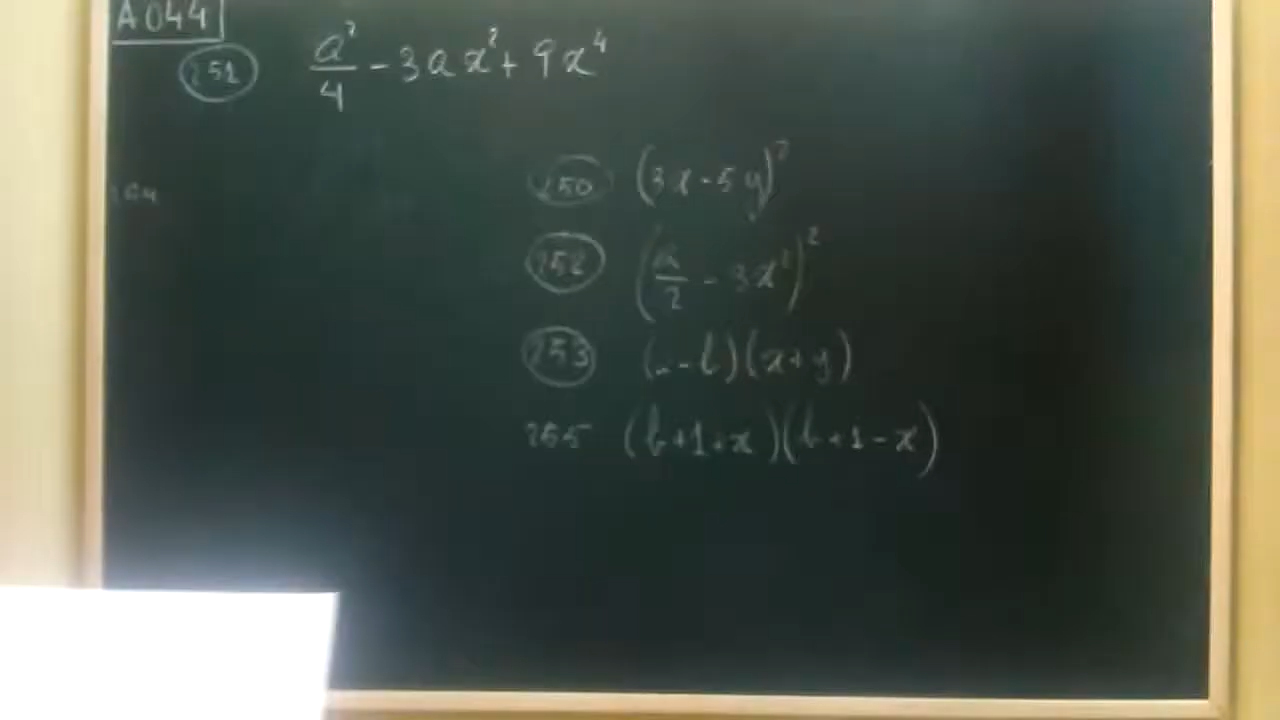 A044
251 a²/4 - 3ax² + 9x⁴
250 (3x - 5y)²
252 (a/2 - 3x²)²
253 - b)(x + y)
255 (b + 1 + x)(b + 1 - x)